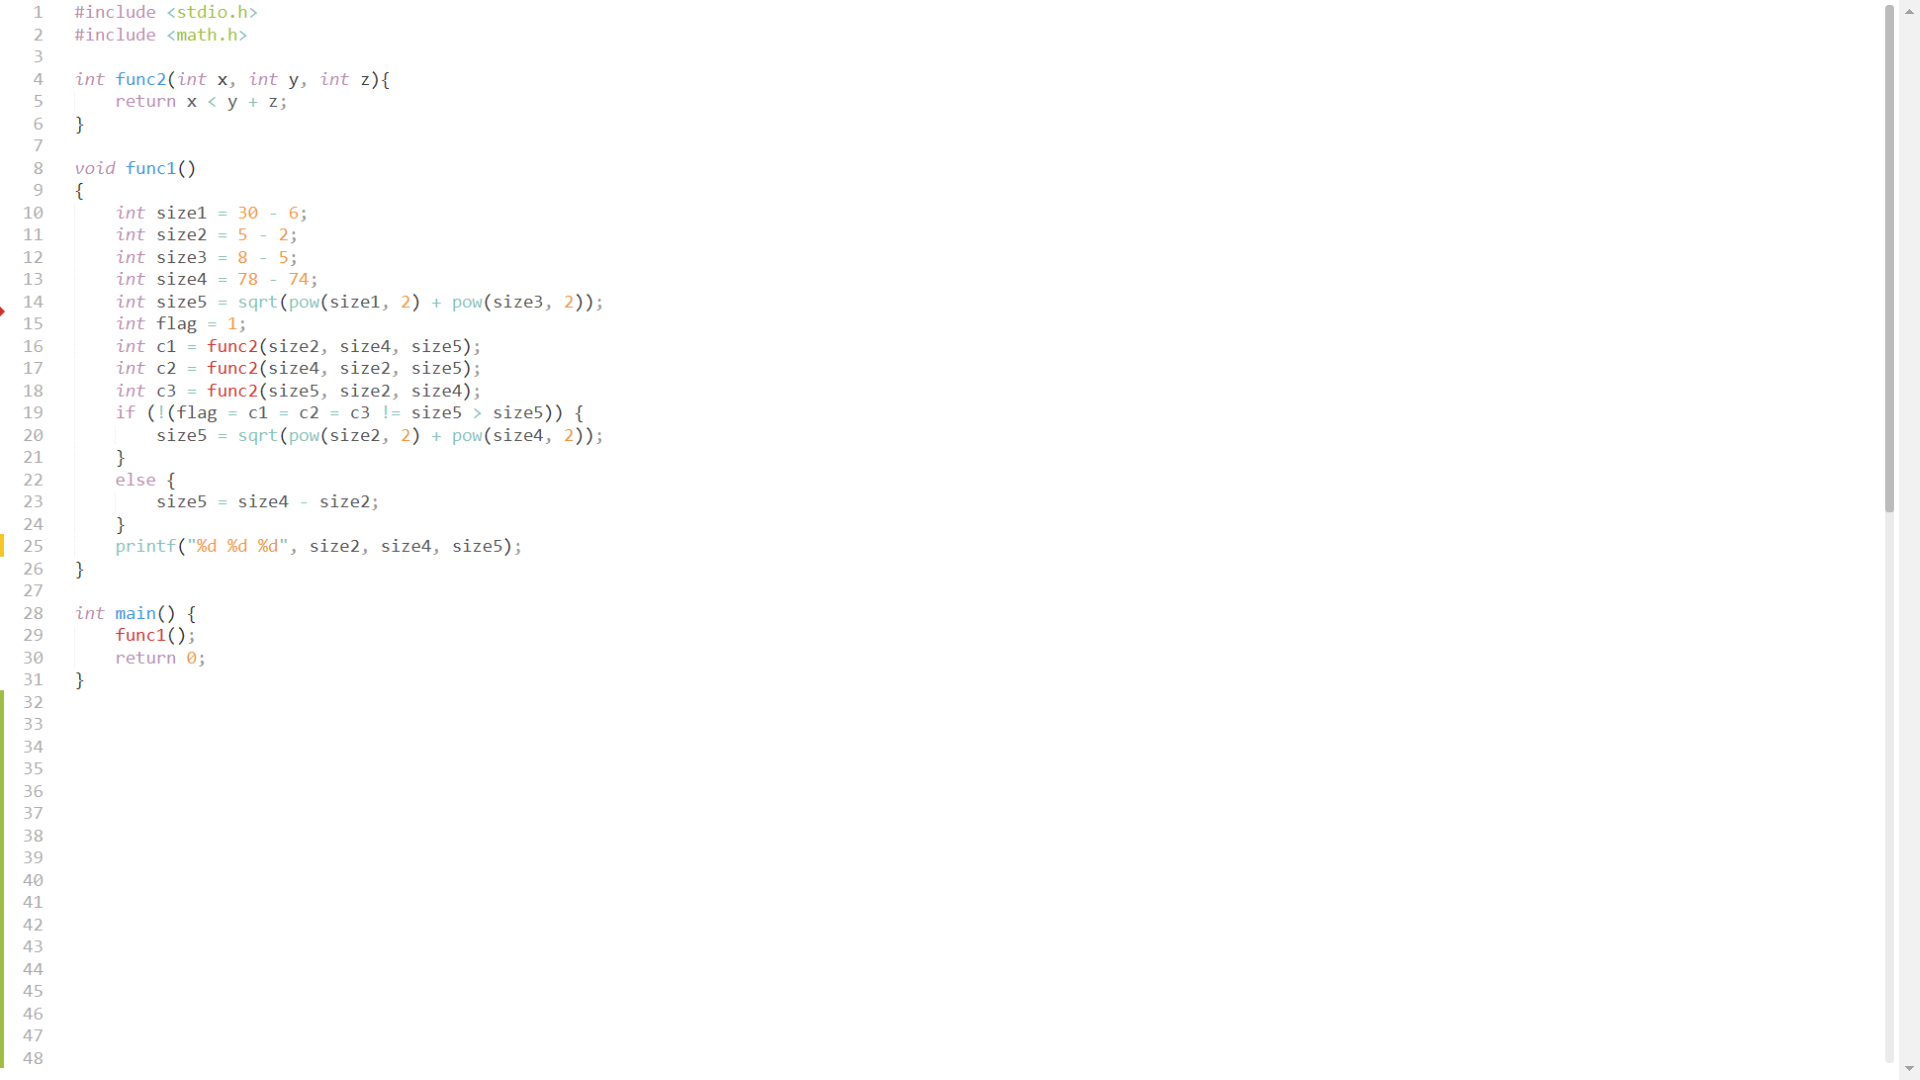 1 #include <stdio.h>
2 #include <math.h>
3
4 int func2(int x, int y, int z){
5 return x < y + z;
6 }
7
8 void func1()
9 {
10 int size1 = 30 - 6;
11 int size2 = 5 - 2;
12 int size3 = 8 - 5;
13 int size4 = 78 - 74;
14 int size5 = sqrt(pow(size1, 2) + pow(size3, 2));
15 int flag = 1;
16 int c1 = func2(size2, size4, size5);
17 int c2 = func2(size4, size2, size5);
18 int c3 = func2(size5, size2, size4);
19 if (!(flag = c1 = c2 = c3 != size5 > size5)) {
20 size5 = sqrt(pow(size2, 2) + pow(size4, 2));
21 }
22 else {
23 size5 = size4 - size2;
24 }
25 printf("%d %d %d", size2, size4, size5);
26 }
27
28 int main() {
29 func1();
30 return 0;
31 }
32
33
34
35
36
37
38
39
40
41
42
43
44
45
46
47
48